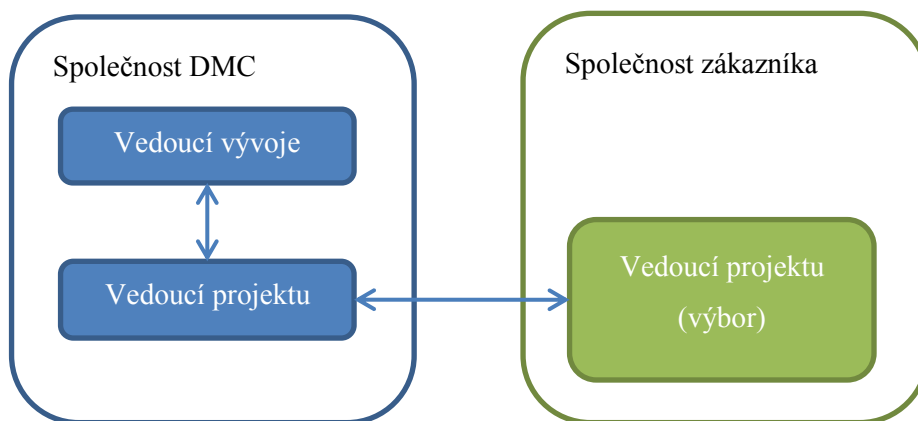 Společnost DMC
Vedoucí vývoje
Vedoucí projektu
Společnost zákazníka
Vedoucí projektu
(výbor)